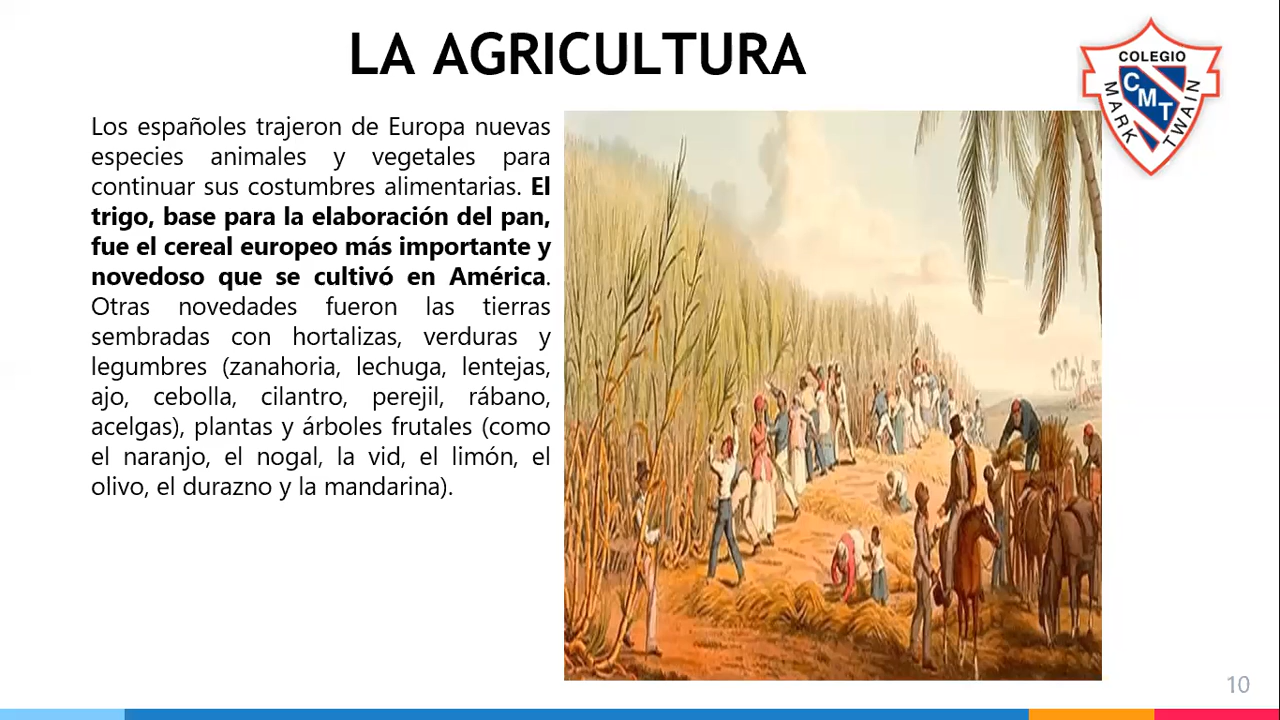 LA AGRICULTURA
COLEGIO
MARK
CMT
TWAIN
Los españoles trajeron de Europa nuevas
especies animales y vegetales para
continuar sus costumbres alimentarias. El
trigo, base para la elaboración del pan,
fue el cereal europeo más importante y
novedoso que se cultivó en América.
Otras novedades fueron las tierras
sembradas con hortalizas, verduras y
legumbres (zanahoria, lechuga, lentejas,
ajo, cebolla, cilantro, perejil, rábano,
acelgas), plantas y árboles frutales (como
el naranjo, el nogal, la vid, el limón, el
olivo, el durazno y la mandarina).
10